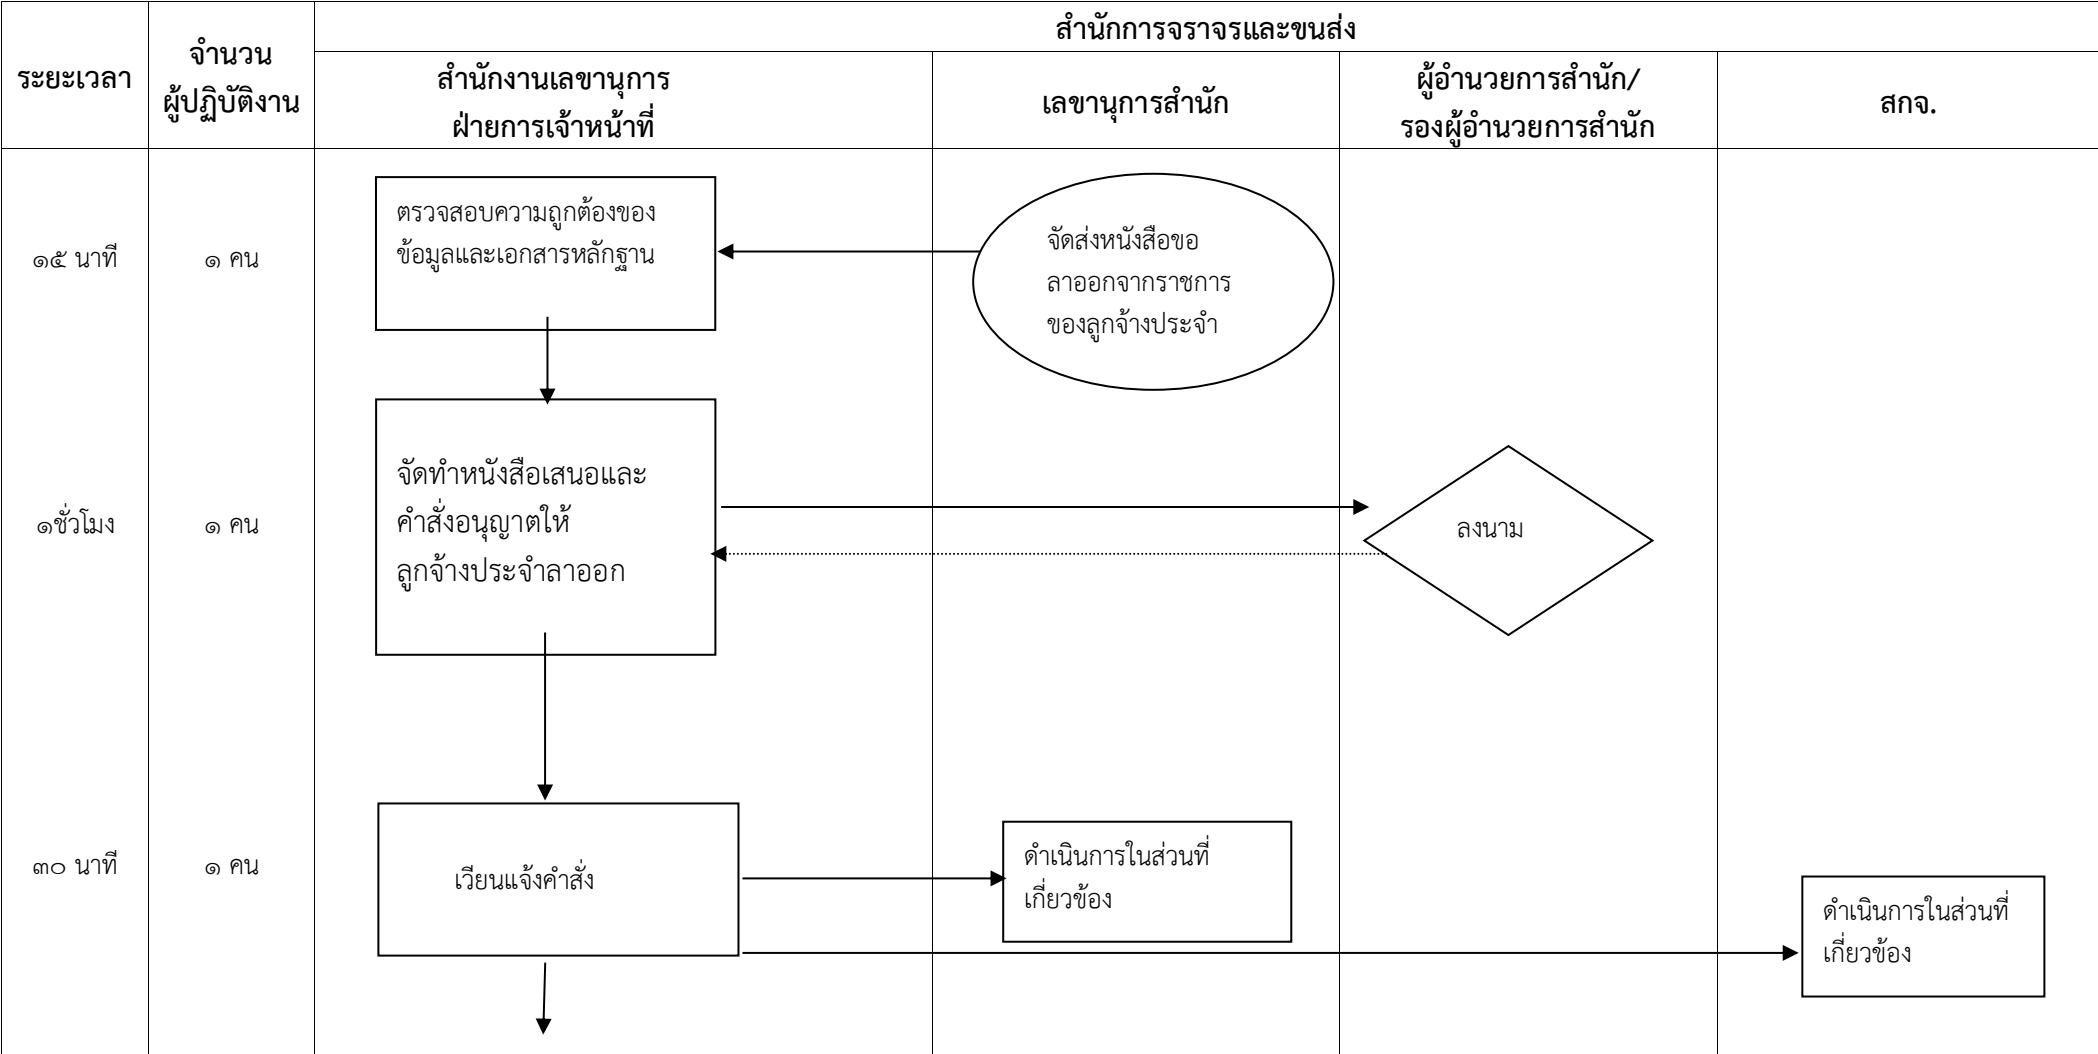 สำนักการจราจรและขนส่ง
ระยะเวลา
จำนวน
ผู้ปฏิบัติงาน
สำนักงานเลขานุการ
ฝ่ายการเจ้าหน้าที่
เลขานุการสำนัก
ผู้อำนวยการสำนัก/
รองผู้อำนวยการสำนัก
สกจ.
๑๕ นาที
๑ คน
ตรวจสอบความถูกต้องของ
ข้อมูลและเอกสารหลักฐาน
จัดส่งหนังสือขอ
ลาออกจากราชการ
ของลูกจ้างประจำ
๑ชั่วโมง
๑ คน
จัดทำหนังสือเสนอและ
คำสั่งอนุญาตให้
ลูกจ้างประจำลาออก
ลงนาม
๓๐ นาที
๑ คน
เวียนแจ้งคำสั่ง
ดำเนินการในส่วนที่
เกี่ยวข้อง
ดำเนินการในส่วนที่
เกี่ยวข้อง